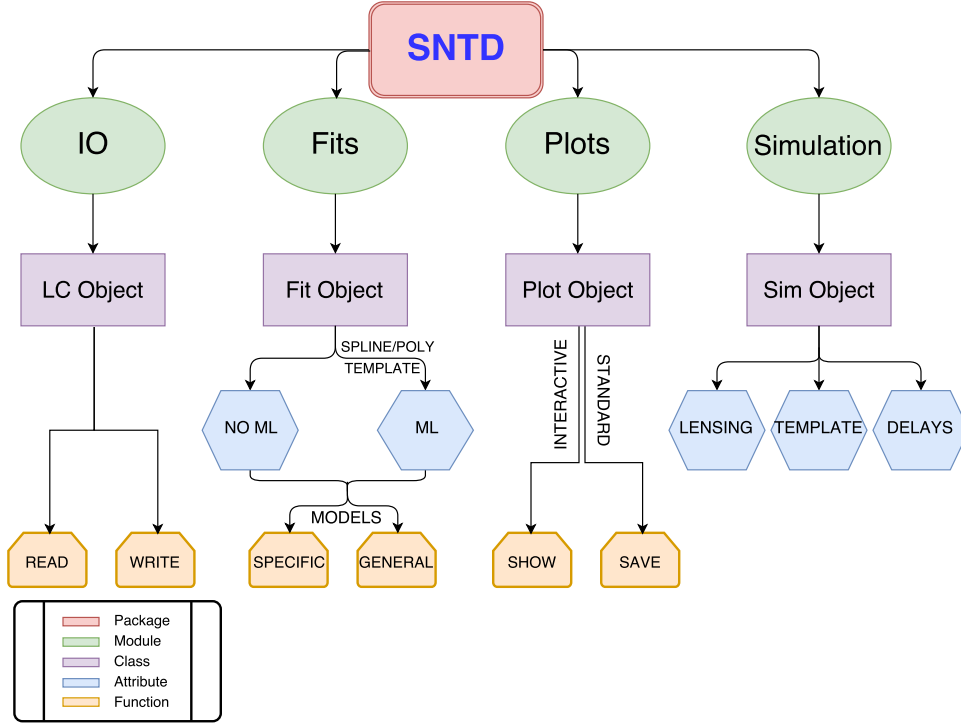 SNTD
IO
Fits
Plots
Simulation
LC Object
Fit Object
Plot Object
Sim Object
SPLINE/POLY
TEMPLATE
INTERACTIVE
STANDARD
NO ML
ML
LENSING
TEMPLATE
DELAYS
MODELS
READ
WRITE
SPECIFIC
GENERAL
SHOW
SAVE
Package
Module
Class
Attribute
Function